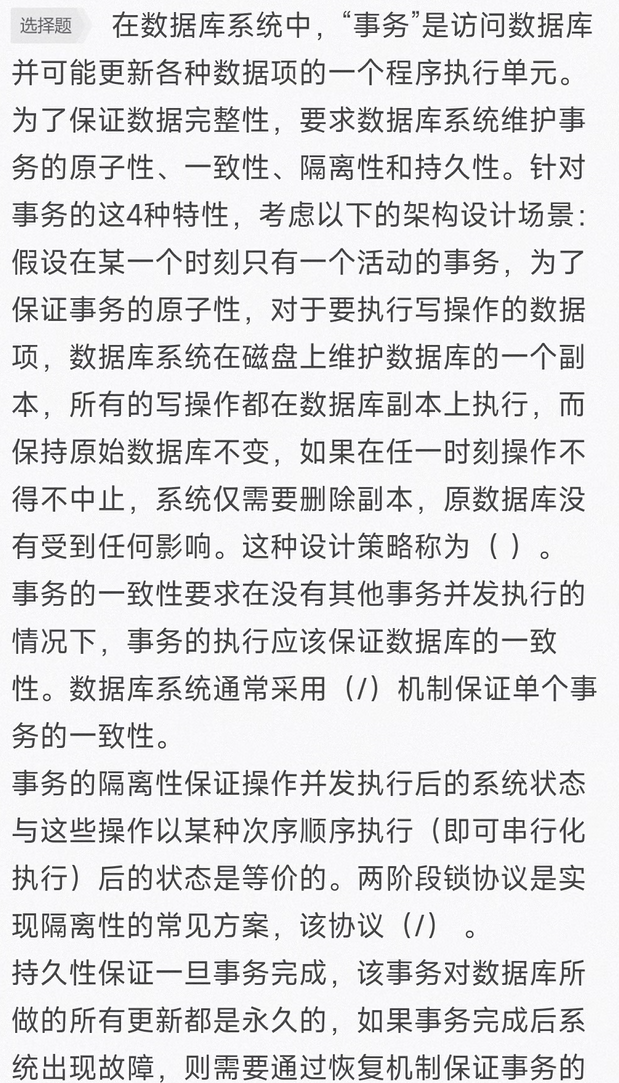 选择题 在数据库系统中，“事务”是访问数据库
并可能更新各种数据项的一个程序执行单元。
为了保证数据完整性，要求数据库系统维护事
务的原子性、一致性、隔离性和持久性。针对
事务的这4种特性，考虑以下的架构设计场景：
假设在某一个时刻只有一个活动的事务，为了
保证事务的原子性，对于要执行写操作的数据
项，数据库系统在磁盘上维护数据库的一个副
本，所有的写操作都在数据库副本上执行，而
保持原始数据库不变，如果在任一时刻操作不
得不中止，系统仅需要删除副本，原数据库没
有受到任何影响。这种设计策略称为（ ）。
事务的一致性要求在没有其他事务并发执行的
情况下，事务的执行应该保证数据库的一致
性。数据库系统通常采用（/）机制保证单个事
务的一致性。
事务的隔离性保证操作并发执行后的系统状态
与这些操作以某种次序顺序执行（即可串行化
执行）后的状态是等价的。两阶段锁协议是实
现隔离性的常见方案，该协议（/） 。
持久性保证一旦事务完成，该事务对数据库所
做的所有更新都是永久的，如果事务完成后系
统出现故障，则需要通过恢复机制保证事务的